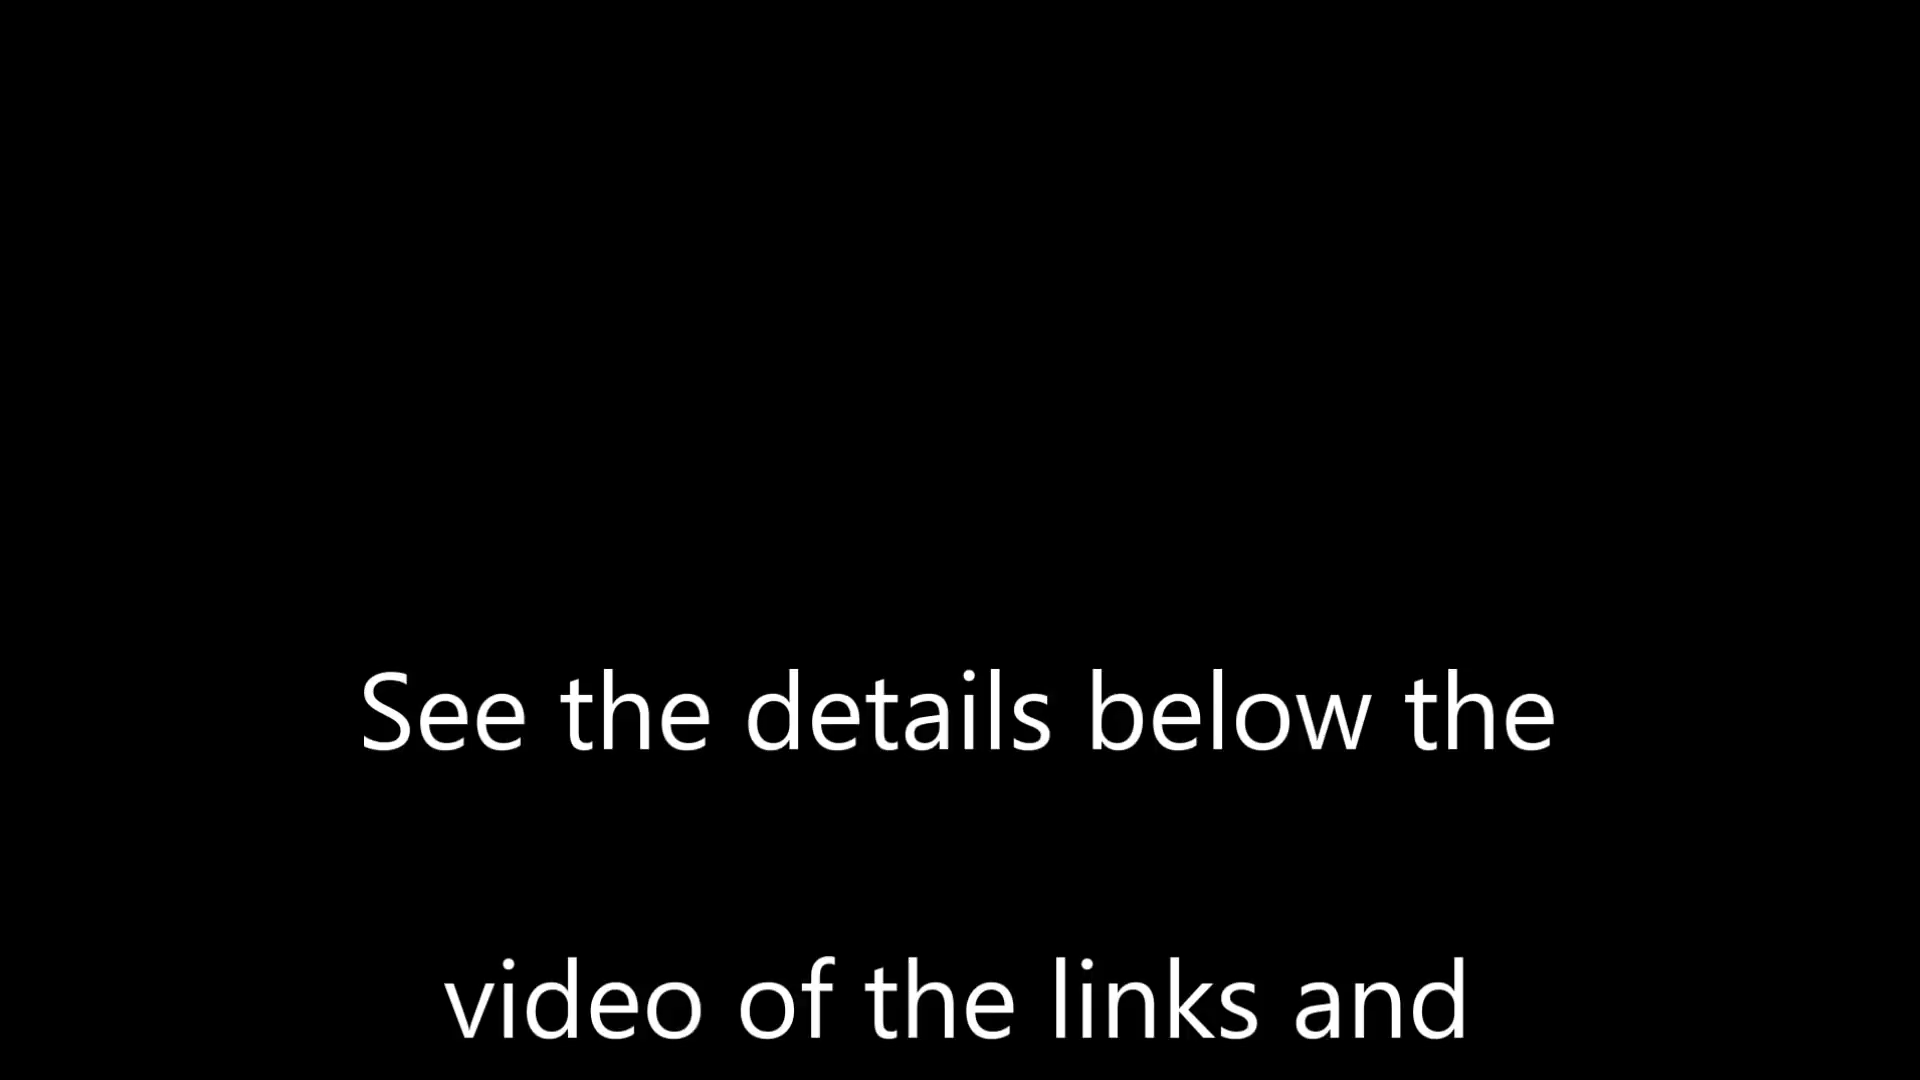 See the details below the
video of the links and